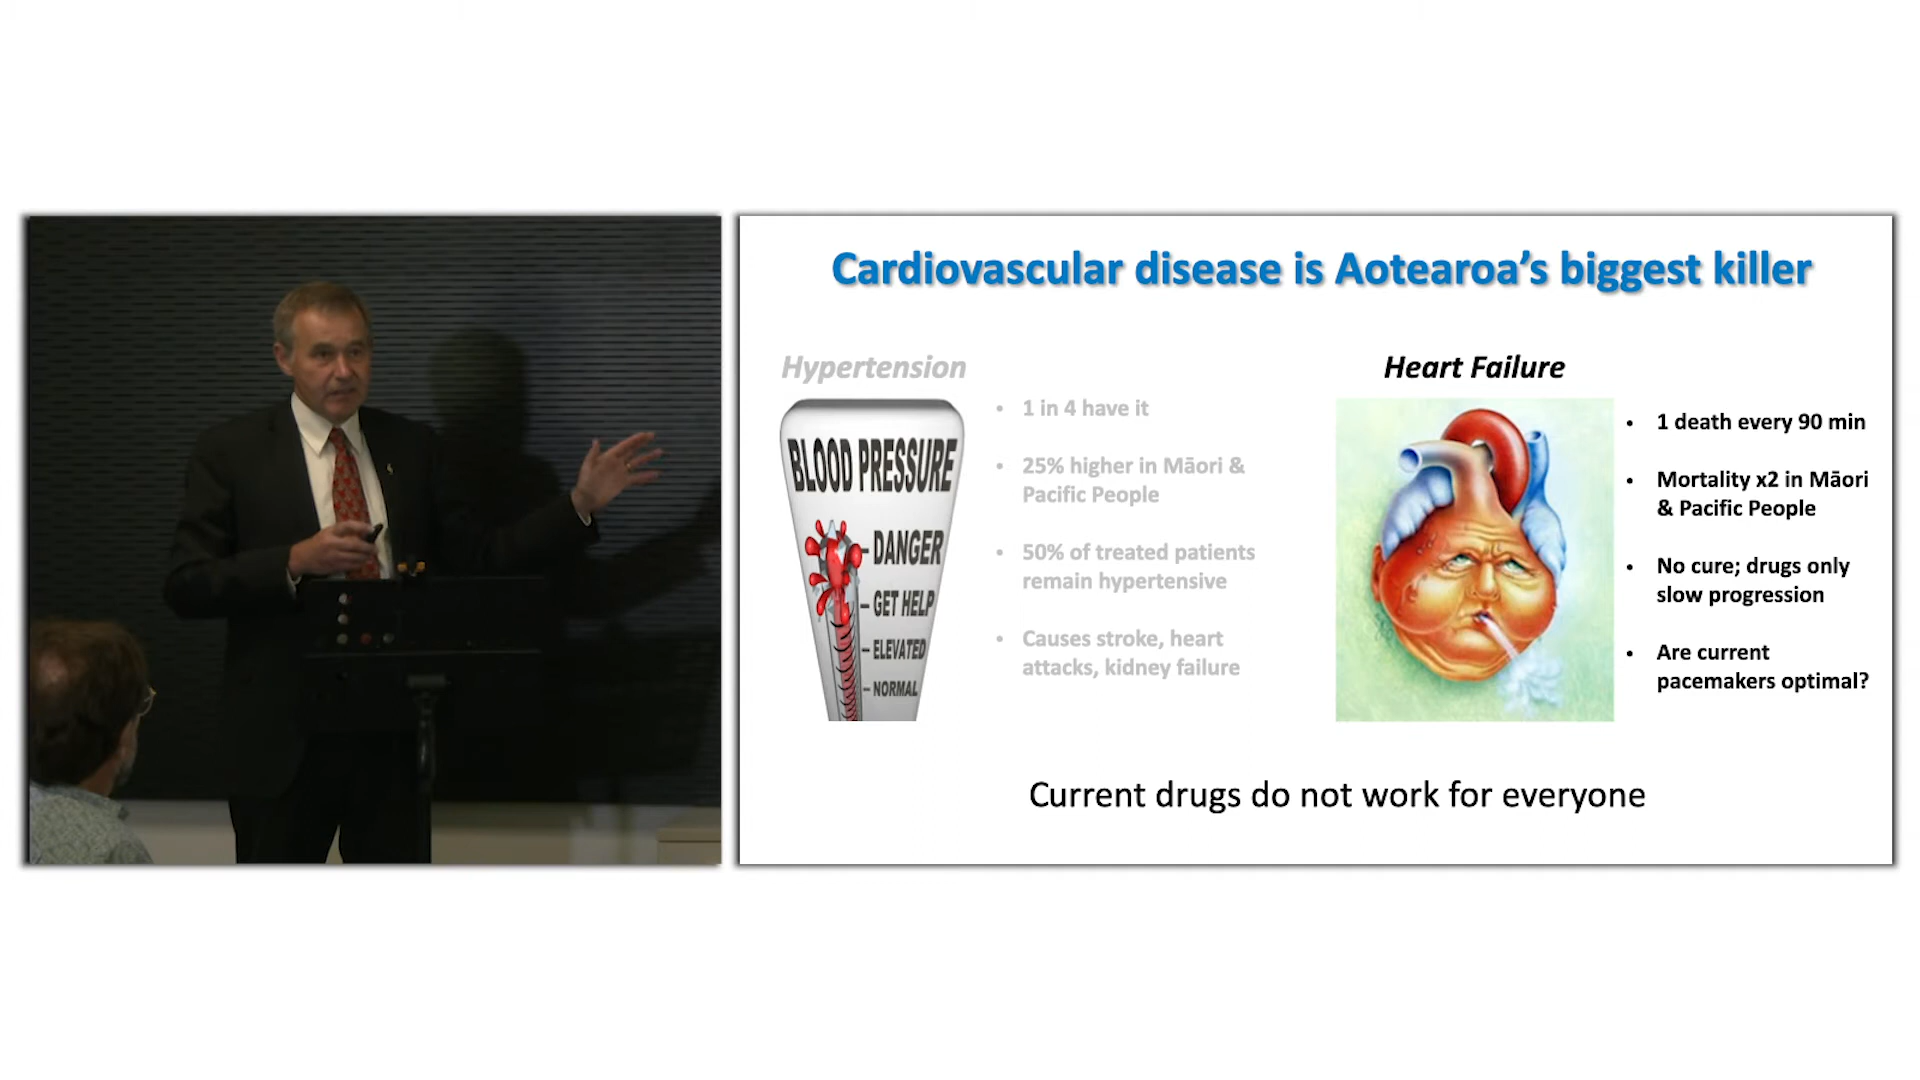 Cardiovascular disease is Aotearoa’s biggest killer
Hypertension
BLOOD PRESSURE
DANGER
GET HELP
ELEVATED
NORMAL
• 1 in 4 have it
• 25% higher in Māori &
Pacific People
• 50% of treated patients
remain hypertensive
• Causes stroke, heart
attacks, kidney failure
Heart Failure
• 1 death every 90 min
• Mortality x2 in Māori
& Pacific People
• No cure; drugs only
slow progression
• Are current
pacemakers optimal?
Current drugs do not work for everyone